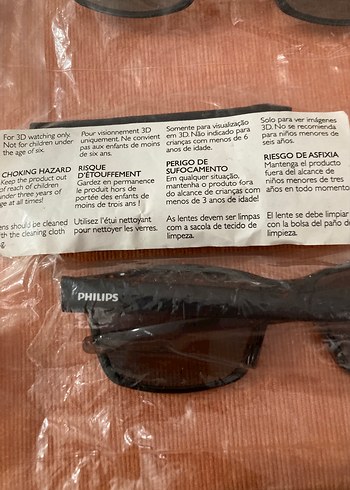 For 3D watching only.
Not for children under
the age of six.
CHOKING HAZARD
Keep the product out
of reach of children
under three years of
age at all times!
ens should be cleaned
th the cleaning cloth
g.
Pour visionnement 3D
uniquement. Ne convient
pas aux enfants de moins
de six ans.
RISQUE
D'ÉTOUFFEMENT
Gardez en permanence
le produit hors de
portée des enfants de
moins de trois ans !
Utilisez l'étui nettoyant
pour nettoyer les verres.
Somente para visualização
em 3D. Não indicado para
crianças com menos de 6
anos de idade.
PERIGO DE
SUFOCAMENTO
Em qualquer situação,
mantenha o produto fora
do alcance de crianças com
menos de 3 anos de idade!
As lentes devem ser limpas
com a sacola de tecido de
limpeza.
Solo para ver imágenes
3D. No se recomienda
para niños menores de
seis años.
RIESGO DE ASFIXIA
Mantenga el producto
fuera del alcance de
niños menores de tres
años en todo momento
El lente se debe limpiar
con la bolsa del paño de
limpieza.
PHILIPS